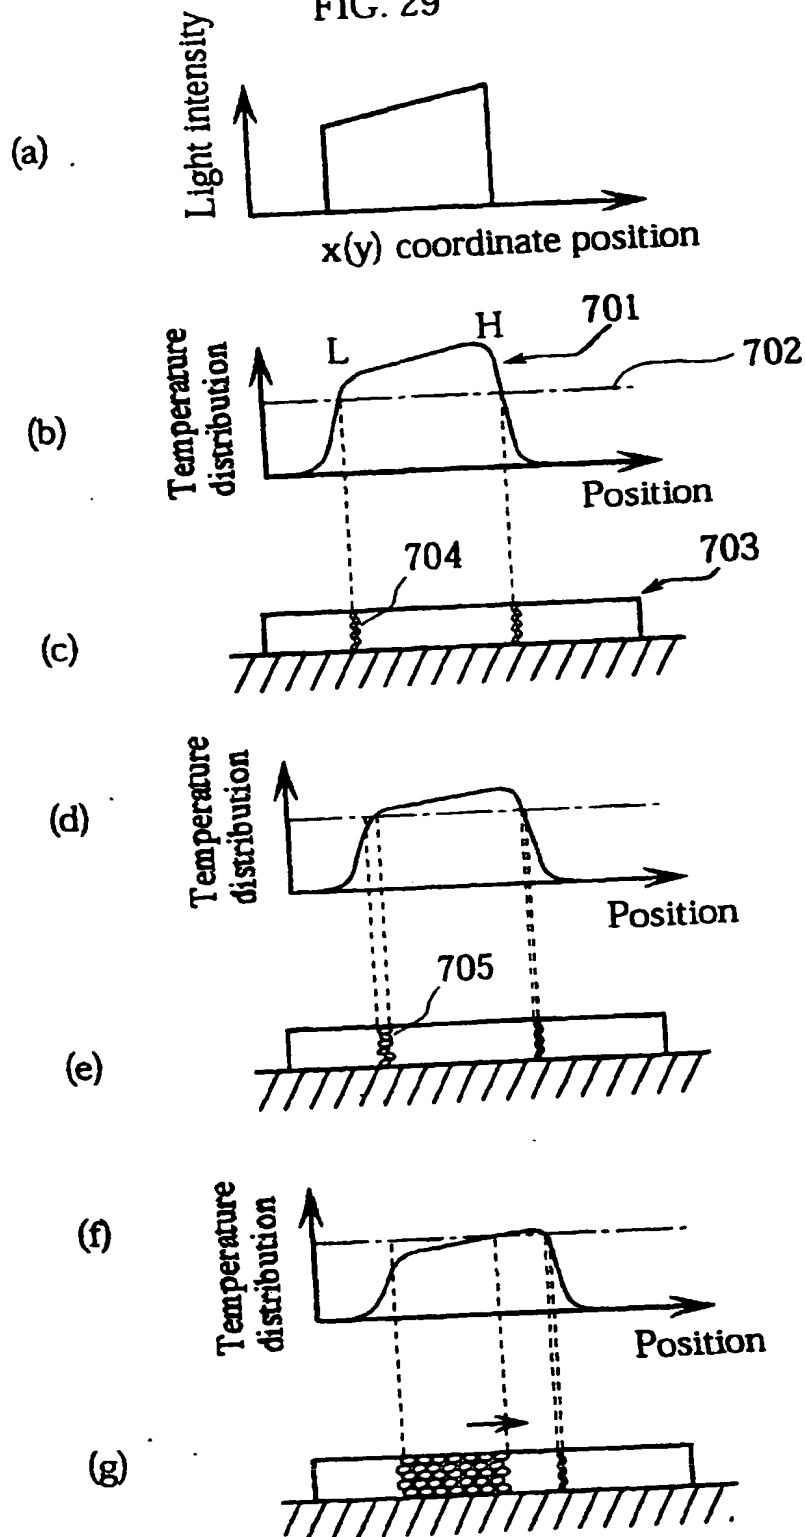 FIG. 29
(a)
Light intensity
x(y) coordinate position
(b)
Temperature
distribution
L
H
701
702
Position
(c)
704
703
(d)
Temperature
distribution
Position
(e)
705
(f)
Temperature
distribution
Position
(g)